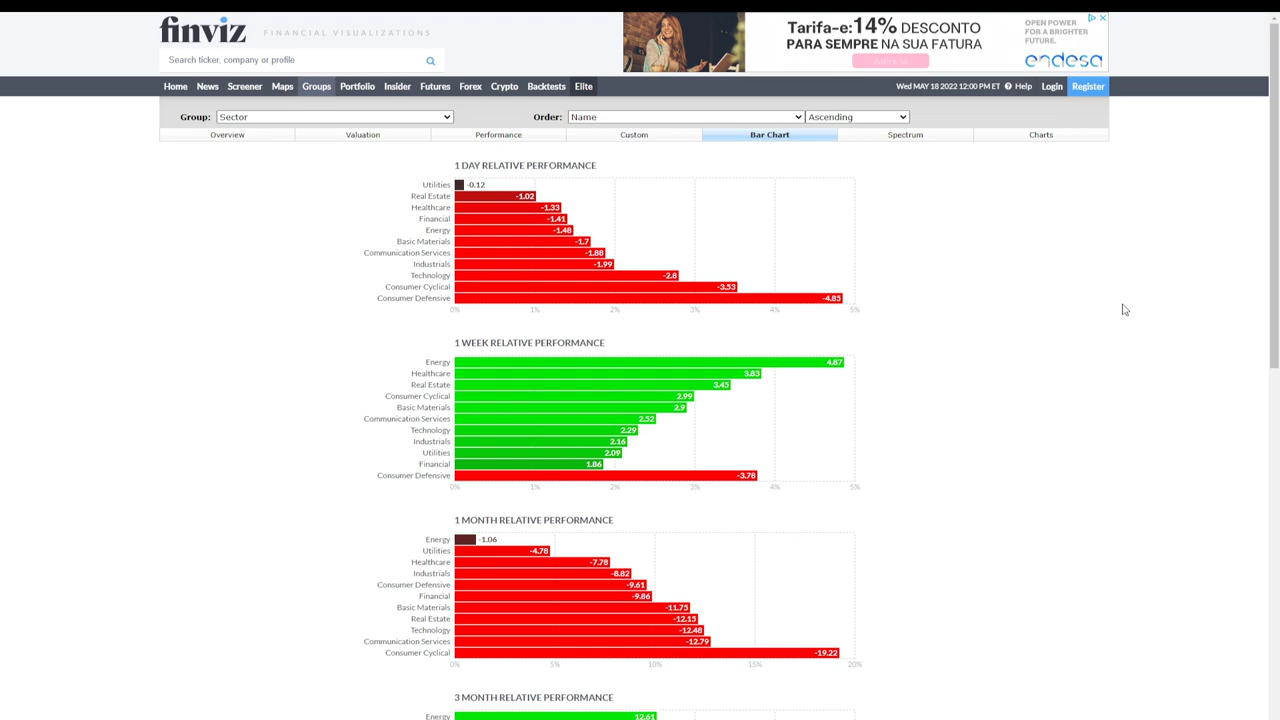 finviz FINANCIAL VISUALIZATIONS
Tarifa-e: 14% DESCONTO
PARA SEMPRE NA SUA FATURA
OPEN POWER
FOR A BRIGHTER
FUTURE.
endesa
Search ticker, company or profile
Home News Screener Maps Groups Portfolio Insider Futures Forex Crypto Backtests Elite Wed MAY 18 2022 12:00 PM ET Help Login Register
Group: Sector Order: Name Ascending
Overview Valuation Performance Custom Bar Chart Spectrum Charts
1 DAY RELATIVE PERFORMANCE
Utilities -0.12
Real Estate -1.02
Healthcare -1.33
Financial -1.41
Energy -1.48
Basic Materials -1.7
Communication Services -1.88
Industrials -1.99
Technology -2.8
Consumer Cyclical -3.53
Consumer Defensive -4.85
0% 1% 2% 3% 4% 5%
1 WEEK RELATIVE PERFORMANCE
Energy 4.87
Healthcare 3.83
Real Estate 3.45
Consumer Cyclical 2.99
Basic Materials 2.9
Communication Services 2.52
Technology 2.29
Industrials 2.16
Utilities 2.09
Financial 1.86
Consumer Defensive -3.78
0% 1% 2% 3% 4% 5%
1 MONTH RELATIVE PERFORMANCE
Energy -1.06
Utilities -4.78
Healthcare -7.78
Industrials -8.82
Consumer Defensive -9.61
Financial -9.86
Basic Materials -11.75
Real Estate -12.15
Technology -12.48
Communication Services -12.79
Consumer Cyclical -19.22
0% 5% 10% 15% 20%
3 MONTH RELATIVE PERFORMANCE
Energy 12.61